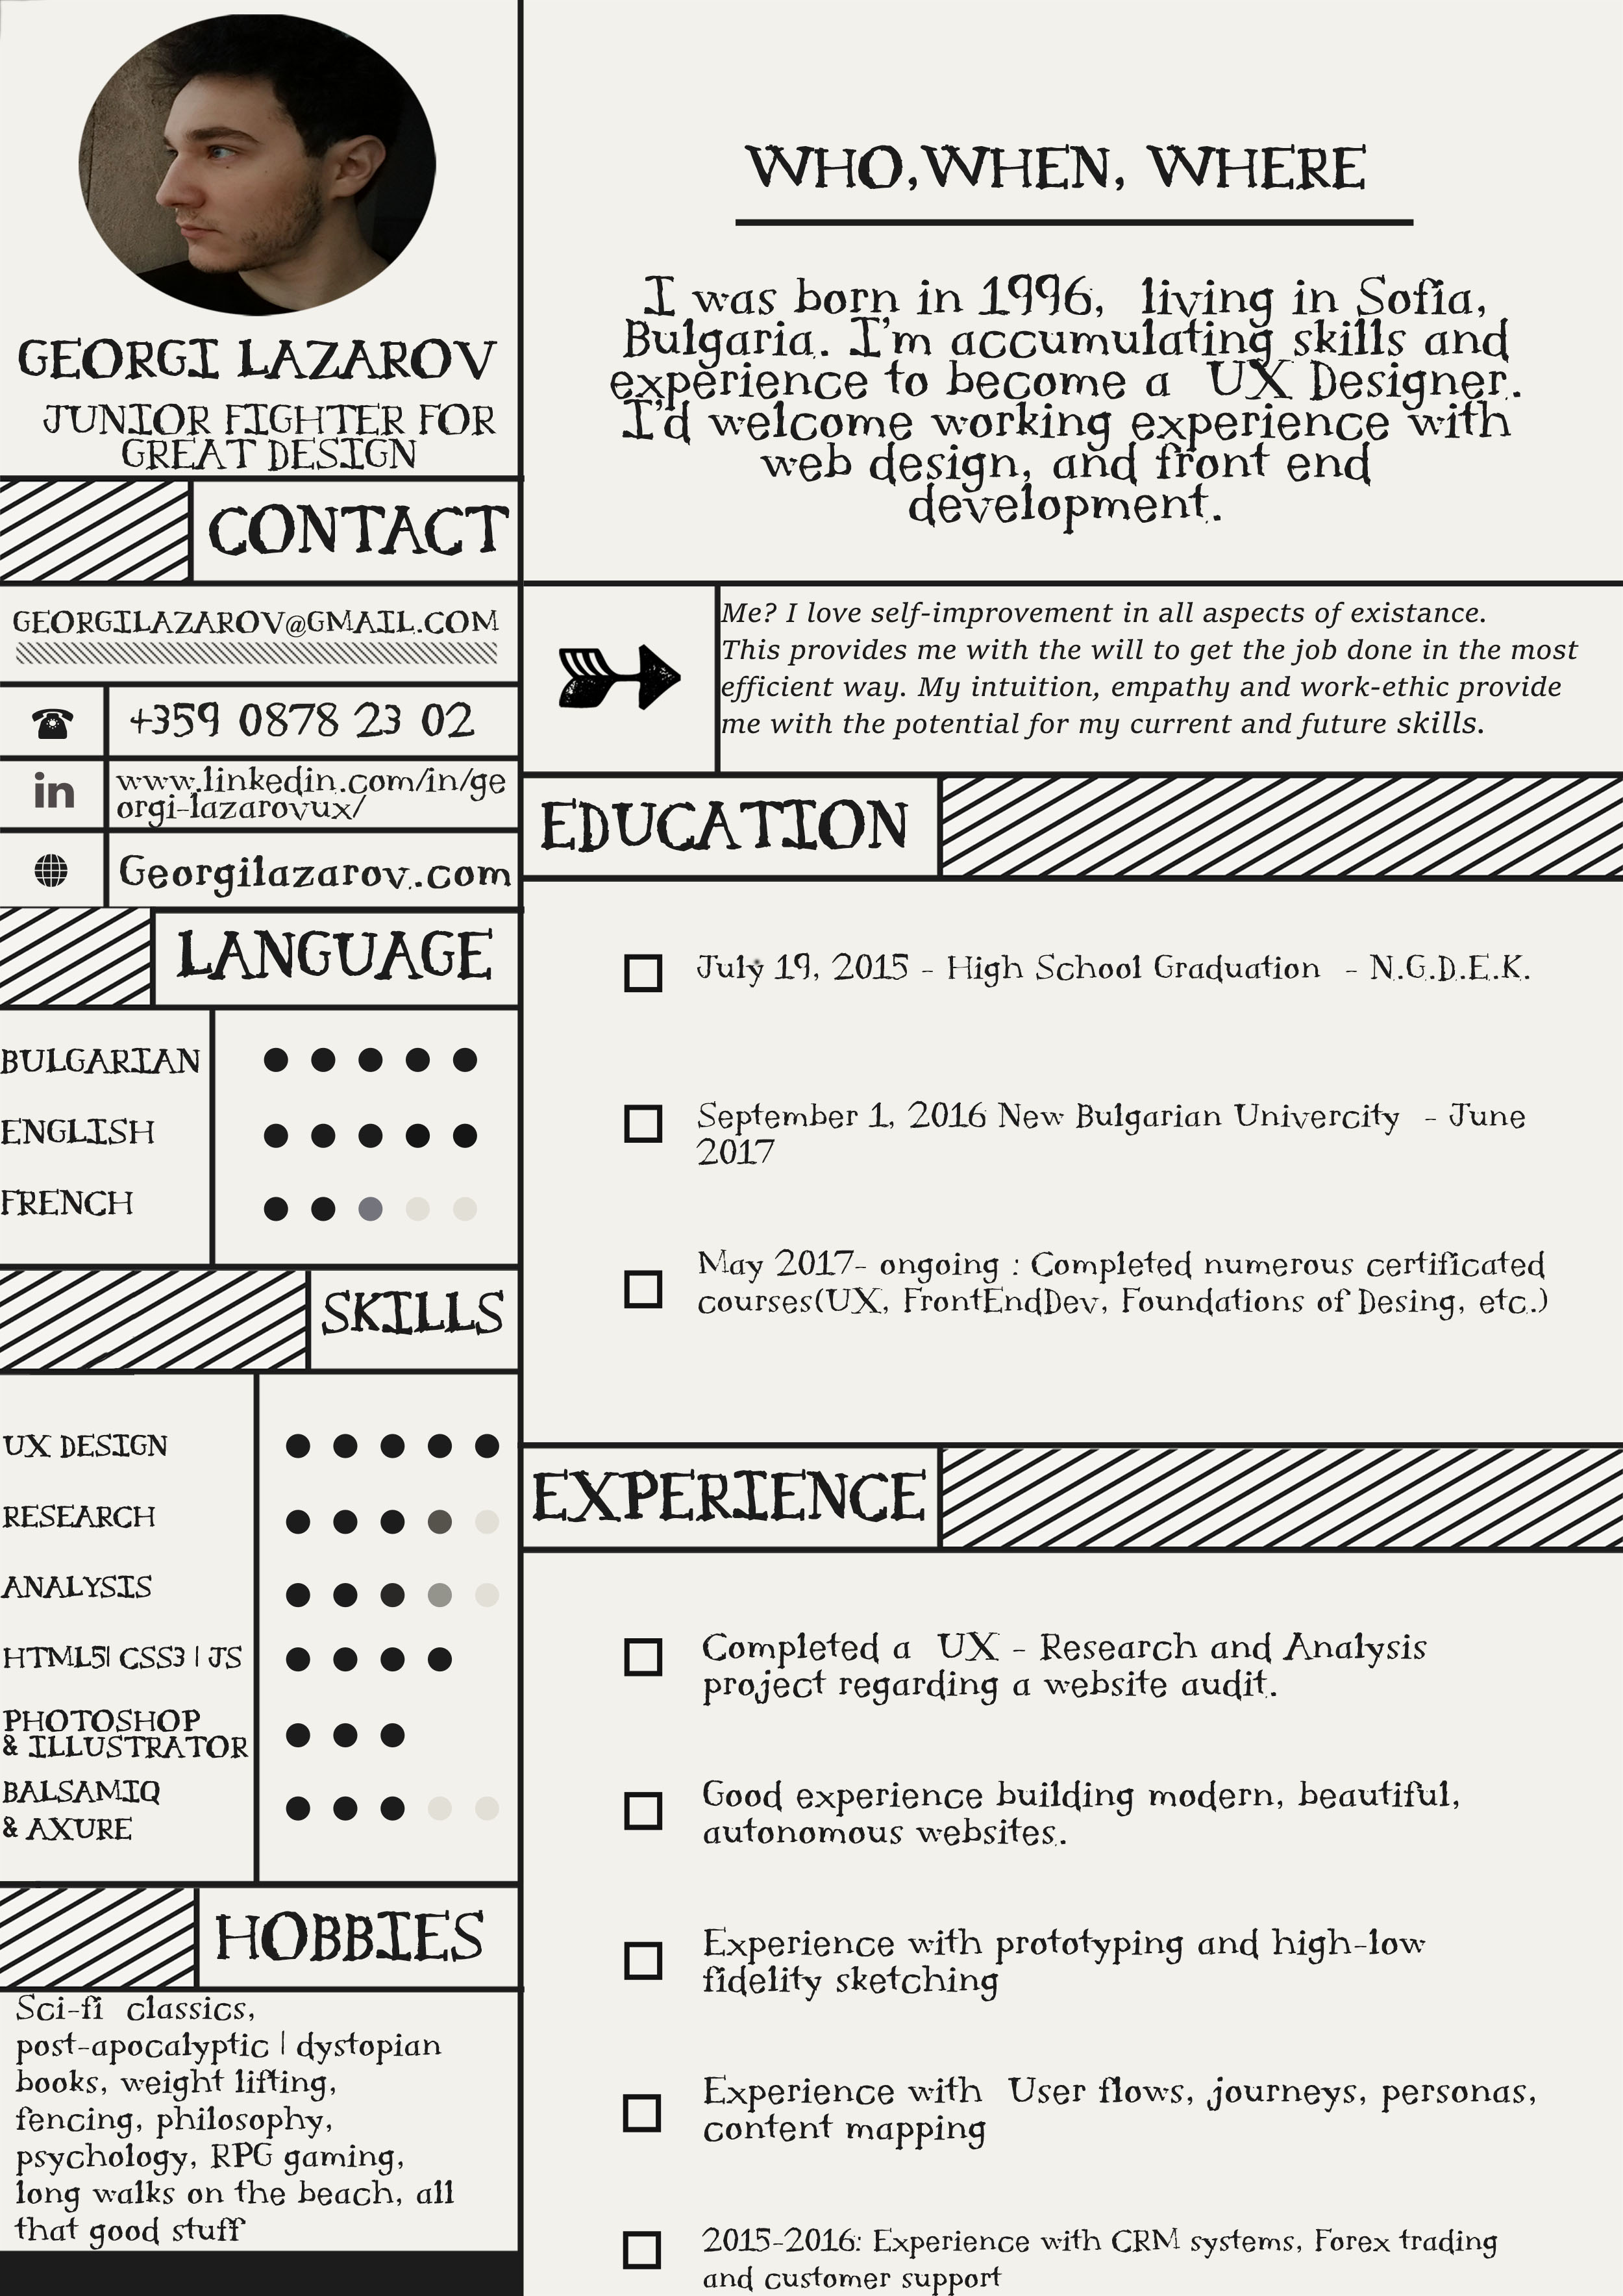 GEORGI LAZAROV
JUNIOR FIGHTER FOR
GREAT DESIGN
CONTACT
GEORGILAZAROV@GMAIL.COM
+359 0878 23 02
in
www.linkedin.com/in/ge
orgi-lazarovux/
Georgilazarov.com
LANGUAGE
BULGARIAN
ENGLISH
FRENCH
SKILLS
UX DESIGN
RESEARCH
ANALYSIS
HTML5| CSS3 | JS
PHOTOSHOP
& ILLUSTRATOR
BALSAMIQ
& AXURE
HOBBIES
Sci-fi classics,
post-apocalyptic | dystopian
books, weight lifting,
fencing, philosophy,
psychology, RPG gaming,
long walks on the beach, all
that good stuff
WHO,WHEN, WHERE
I was born in 1996, living in Sofia,
Bulgaria. I'm accumulating skills and
experience to become a UX Designer.
I'd welcome working experience with
web design, and front end
development.
Me? I love self-improvement in all aspects of existance.
This provides me with the will to get the job done in the most
efficient way. My intuition, empathy and work-ethic provide
me with the potential for my current and future skills.
EDUCATION
July 19, 2015 - High School Graduation - N.G.D.E.K.
September 1, 2016 New Bulgarian Univercity - June
2017
May 2017- ongoing : Completed numerous certificated
courses(UX, FrontEndDev, Foundations of Desing, etc.)
EXPERIENCE
Completed a UX - Research and Analysis
project regarding a website audit.
Good experience building modern, beautiful,
autonomous websites.
Experience with prototyping and high-low
fidelity sketching
Experience with User flows, journeys, personas,
content mapping
2015-2016: Experience with CRM systems, Forex trading
and customer support